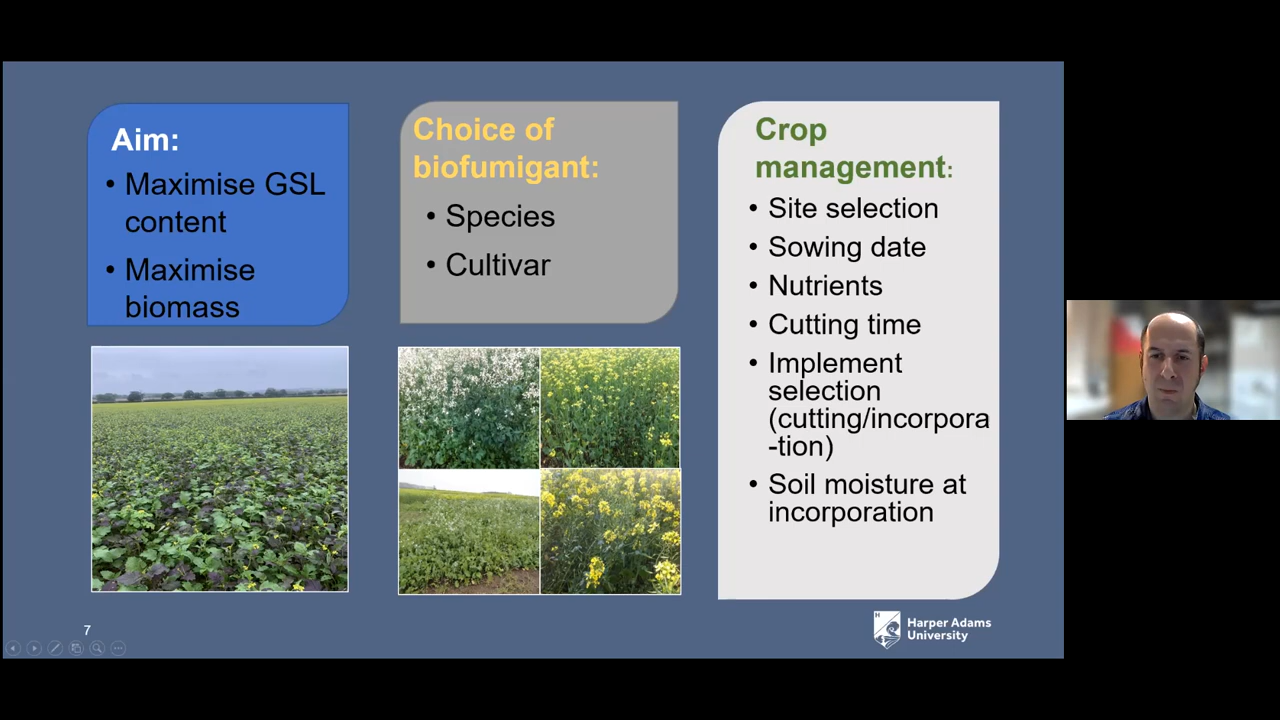 Aim:
• Maximise GSL
content
• Maximise
biomass
Choice of
biofumigant:
• Species
• Cultivar
Crop
management:
• Site selection
• Sowing date
• Nutrients
• Cutting time
• Implement
selection
(cutting/incorpora
-tion)
• Soil moisture at
incorporation
7
H
Harper Adams
University